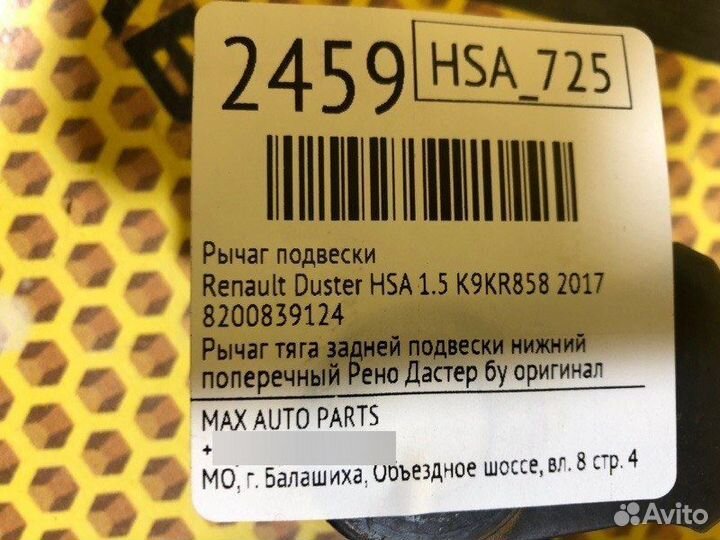 2459 HSA_725
Рычаг подвески
Renault Duster HSA 1.5 K9KR858 2017
8200839124
Рычаг тяга задней подвески нижний
поперечный Рено Дастер бу оригинал
MAX AUTO PARTS
+
МО, г. Балашиха, Объездное шоссе, вл. 8 стр. 4
Avito